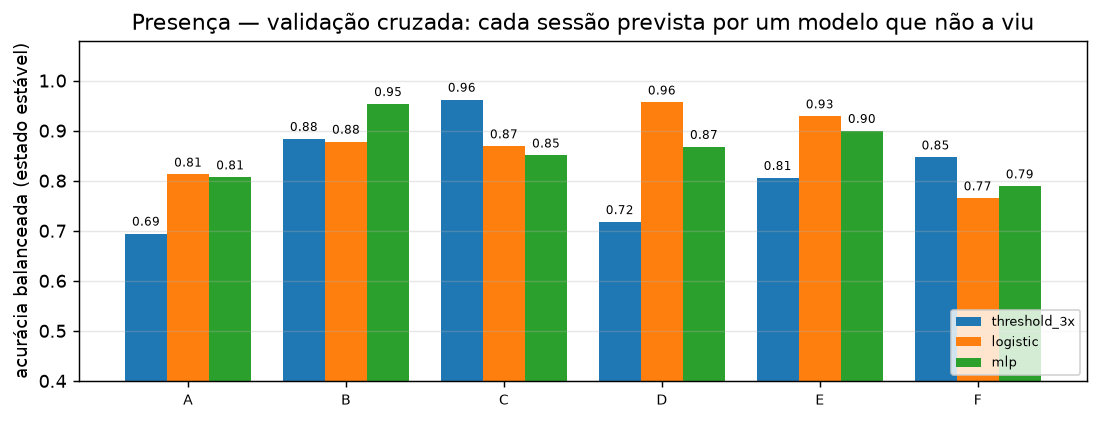 Presença — validação cruzada: cada sessão prevista por um modelo que não a viu
acurácia balanceada (estado estável)
1.0
0.9
0.8
0.7
0.6
0.5
0.4
0.69
0.81
0.81
0.88
0.88
0.95
0.96
0.87
0.85
0.72
0.96
0.87
0.81
0.93
0.90
0.85
0.77
0.79
threshold_3x
logistic
mlp
A
B
C
D
E
F